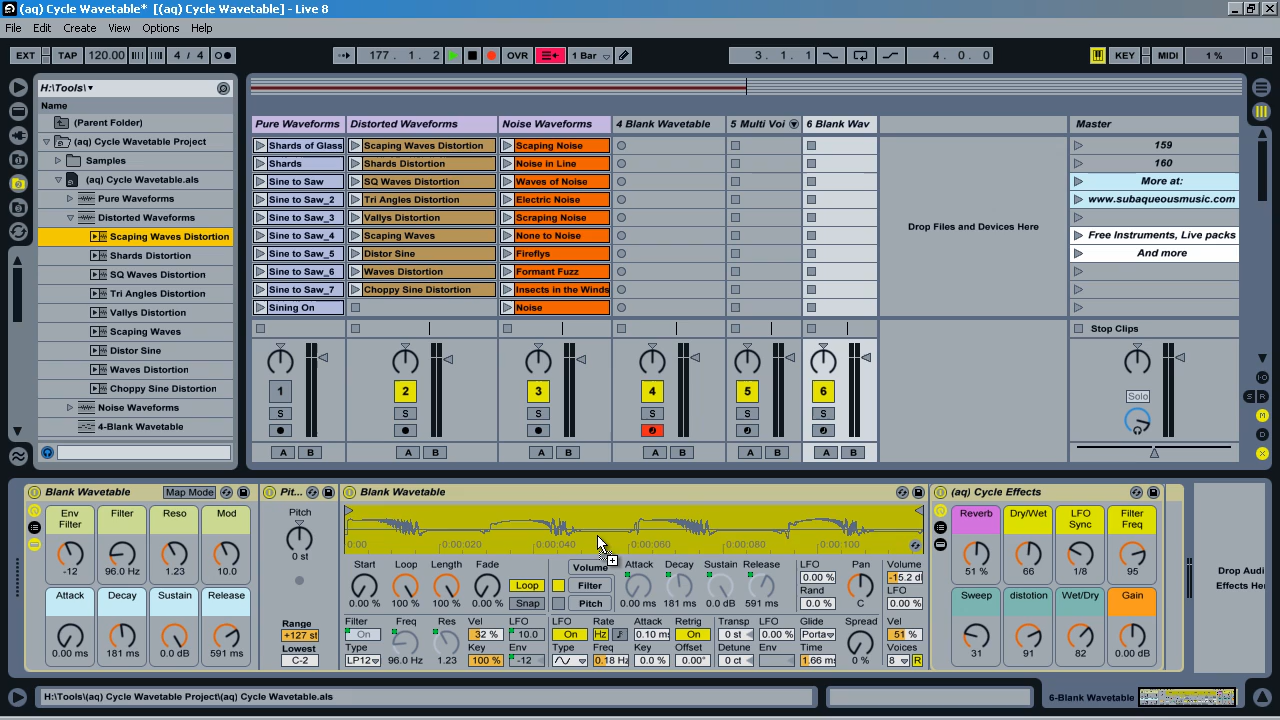 (aq) Cycle Wavetable* [(aq) Cycle Wavetable] - Live 8
File Edit Create View Options Help
EXT TAP 120.00 4 / 4 177. 1. 2 OVR 1 Bar 3. 1. 1 4. 0. 0 KEY MIDI 1 % D
H:\Tools\
Name
(Parent Folder)
(aq) Cycle Wavetable Project
Samples
(aq) Cycle Wavetable.als
Pure Waveforms
Distorted Waveforms
Scaping Waves Distortion
Shards Distortion
SQ Waves Distortion
Tri Angles Distortion
Vallys Distortion
Scaping Waves
Distor Sine
Waves Distortion
Choppy Sine Distortion
Noise Waveforms
4-Blank Wavetable
Pure Waveforms Distorted Waveforms Noise Waveforms 4 Blank Wavetable 5 Multi Voi 6 Blank Wav Master
Shards of Glass Scaping Waves Distortion Scaping Noise 159
Shards Shards Distortion Noise in Line 160
Sine to Saw SQ Waves Distortion Waves of Noise More at:
Sine to Saw_2 Tri Angles Distortion Electric Noise www.subaqueousmusic.com
Sine to Saw_3 Vallys Distortion Scraping Noise
Drop Files and Devices Here
Sine to Saw_4 Scaping Waves None to Noise Free Instruments, Live packs
Sine to Saw_5 Distor Sine Fireflys And more
Sine to Saw_6 Waves Distortion Formant Fuzz
Sine to Saw_7 Choppy Sine Distortion Insects in the Winds
Sining On Noise
Stop Clips
1 2 3 4 5 6 Solo
S S S S S S
A B A B A B A B A B A B
S R
M
D
X
Blank Wavetable Map Mode Pit... Blank Wavetable (aq) Cycle Effects
Env Filter Filter Reso Mod
-12 96.0 Hz 1.23 10.0
Attack Decay Sustain Release
0.00 ms 181 ms 0.0 dB 591 ms
Pitch
0 st
Range
+127 st
Lowest
C-2
0:00 0:00:020 0:00:040 0:00:060 0:00:080 0:00:100
Start Loop Length Fade Loop Snap
0.00 % 100 % 100 % 0.00 %
Volume Filter Pitch
Attack Decay Sustain Release
0.00 ms 181 ms 0.0 dB 591 ms
LFO 0.00 % Rand 0.0 % Pan C
Volume -15.2 d LFO 0.00 %
Filter On Freq Res Vel 32 % LFO 10.0
Type LP12 96.0 Hz 1.23 Key 100 % Env -12
LFO On Rate Hz Attack 0.10 ms Retrig On
Type Freq 0.18 Hz Key 0.0 % Offset 0.00°
Transp 0 st LFO 0.00 % Glide Porta Spread
Detune 0 ct Env Time 1.66 ms 0 %
Vel 51 % Voices 8 R
Reverb Dry/Wet LFO Sync Filter Freq
51 % 66 1/8 95
Sweep distotion Wet/Dry Gain
31 91 82 0.00 dB
Drop Audi
Effects Her
H:\Tools\(aq) Cycle Wavetable Project\(aq) Cycle Wavetable.als
6-Blank Wavetable